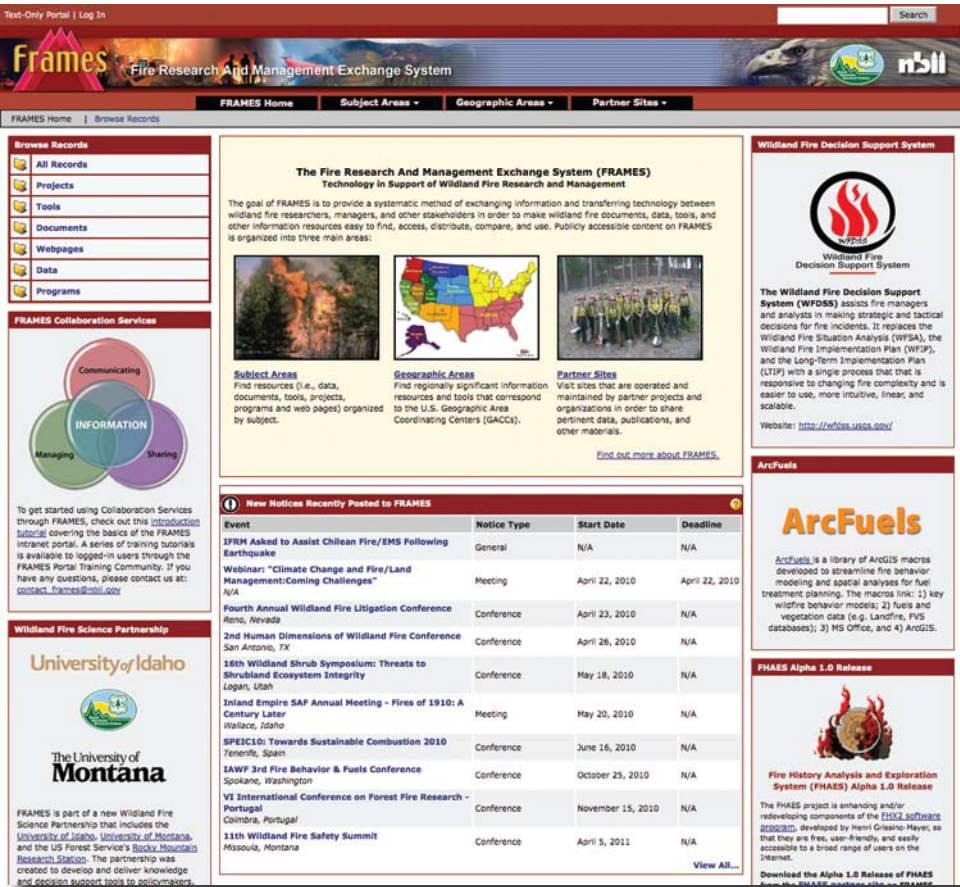 Text-Only Portal | Log In
Search
Frames
Fire Research And Management Exchange System
nbii
FRAMES Home
Subject Areas
Geographic Areas
Partner Sites
FRAMES Home | Browse Records
Browse Records
All Records
Projects
Tools
Documents
Webpages
Data
Programs
FRAMES Collaboration Services
Communicating
INFORMATION
Managing
Sharing
To get started using Collaboration Services
through FRAMES, check out this introduction
tutorial covering the basics of the FRAMES
intranet portal. A series of training tutorials
is available to logged-in users through the
FRAMES Portal Training Community. If you
have any questions, please contact us at:
contact_frames@nbii.gov
Wildland Fire Science Partnership
University of Idaho
The University of
Montana
FRAMES is part of a new Wildland Fire
Science Partnership that includes the
University of Idaho, University of Montana,
and the US Forest Service's Rocky Mountain
Research Station. The partnership was
created to develop and deliver knowledge
and decision support tools to policymakers,
The Fire Research And Management Exchange System (FRAMES)
Technology in Support of Wildland Fire Research and Management
The goal of FRAMES is to provide a systematic method of exchanging information and transferring technology between
wildland fire researchers, managers, and other stakeholders in order to make wildland fire documents, data, tools, and
other information resources easy to find, access, distribute, compare, and use. Publicly accessible content on FRAMES
is organized into three main areas:
Subject Areas
Find resources (i.e., data,
documents, tools, projects,
programs and web pages) organized
by subject.
Geographic Areas
Find regionally significant information
resources and tools that correspond
to the U.S. Geographic Area
Coordinating Centers (GACCs).
Partner Sites
Visit sites that are operated and
maintained by partner projects and
organizations in order to share
pertinent data, publications, and
other materials.
Find out more about FRAMES.
New Notices Recently Posted to FRAMES
Event Notice Type Start Date Deadline
IFRM Asked to Assist Chilean Fire/EMS Following
Earthquake
General N/A N/A
Webinar: "Climate Change and Fire/Land
Management:Coming Challenges"
N/A
Meeting April 22, 2010 April 22, 2010
Fourth Annual Wildland Fire Litigation Conference
Reno, Nevada
Conference April 23, 2010 N/A
2nd Human Dimensions of Wildland Fire Conference
San Antonio, TX
Conference April 26, 2010 N/A
16th Wildland Shrub Symposium: Threats to
Shrubland Ecosystem Integrity
Logan, Utah
Conference May 18, 2010 N/A
Inland Empire SAF Annual Meeting - Fires of 1910: A
Century Later
Wallace, Idaho
Meeting May 20, 2010 N/A
SPEIC10: Towards Sustainable Combustion 2010
Tenerife, Spain
Conference June 16, 2010 N/A
IAWF 3rd Fire Behavior & Fuels Conference
Spokane, Washington
Conference October 25, 2010 N/A
VI International Conference on Forest Fire Research -
Portugal
Coimbra, Portugal
Conference November 15, 2010 N/A
11th Wildland Fire Safety Summit
Missoula, Montana
Conference April 5, 2011 N/A
View All...
Wildland Fire Decision Support System
WFDSS
Wildland Fire
Decision Support System
The Wildland Fire Decision Support
System (WFDSS) assists fire managers
and analysts in making strategic and tactical
decisions for fire incidents. It replaces the
Wildland Fire Situation Analysis (WFSA), the
Wildland Fire Implementation Plan (WFIP),
and the Long-Term Implementation Plan
(LTIP) with a single process that that is
responsive to changing fire complexity and is
easier to use, more intuitive, linear, and
scalable.
Website: http://wfdss.usgs.gov/
ArcFuels
ArcFuels
ArcFuels is a library of ArcGIS macros
developed to streamline fire behavior
modeling and spatial analyses for fuel
treatment planning. The macros link: 1) key
wildfire behavior models; 2) fuels and
vegetation data (e.g. Landfire, FVS
databases); 3) MS Office, and 4) ArcGIS.
FHAES Alpha 1.0 Release
Fire History Analysis and Exploration
System (FHAES) Alpha 1.0 Release
The FHAES project is enhancing and/or
redeveloping components of the FHX2 software
program, developed by Henri Grissino-Mayer, so
that they are free, user-friendly, and easily
accessible to a broad range of users on the
Internet.
Download the Alpha 1.0 Release of FHAES
from the FHAES partner site on FRAMES